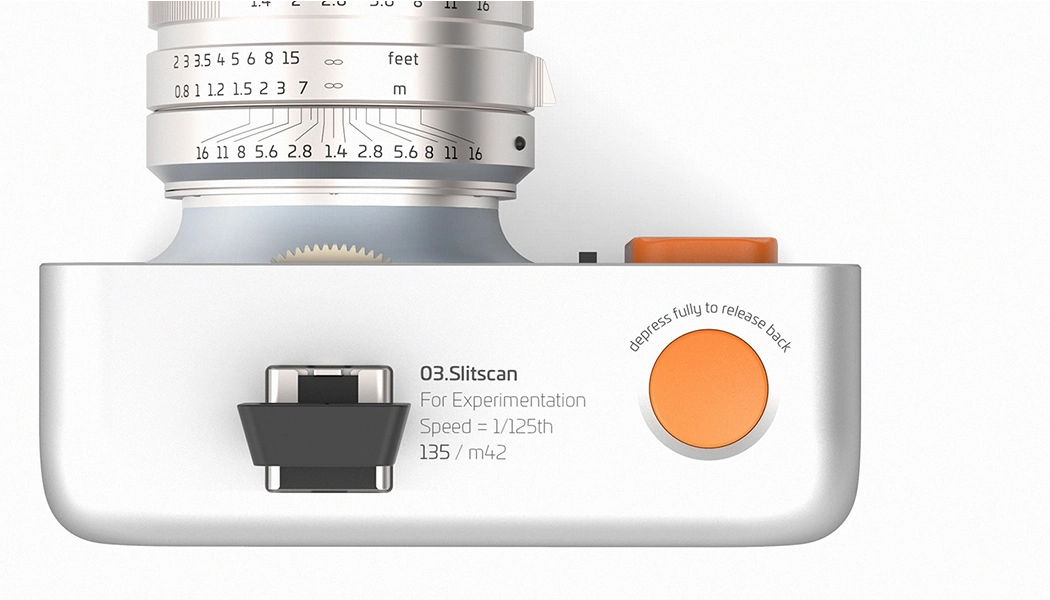 1.4 2 2.8 5.6 8 11 16
2 3 3.5 4 5 6 8 15 ∞ feet
0.8 1 1.2 1.5 2 3 7 ∞ m
16 11 8 5.6 2.8 1.4 2.8 5.6 8 11 16
depress fully to release back
03.Slitscan
For Experimentation
Speed = 1/125th
135 / m42